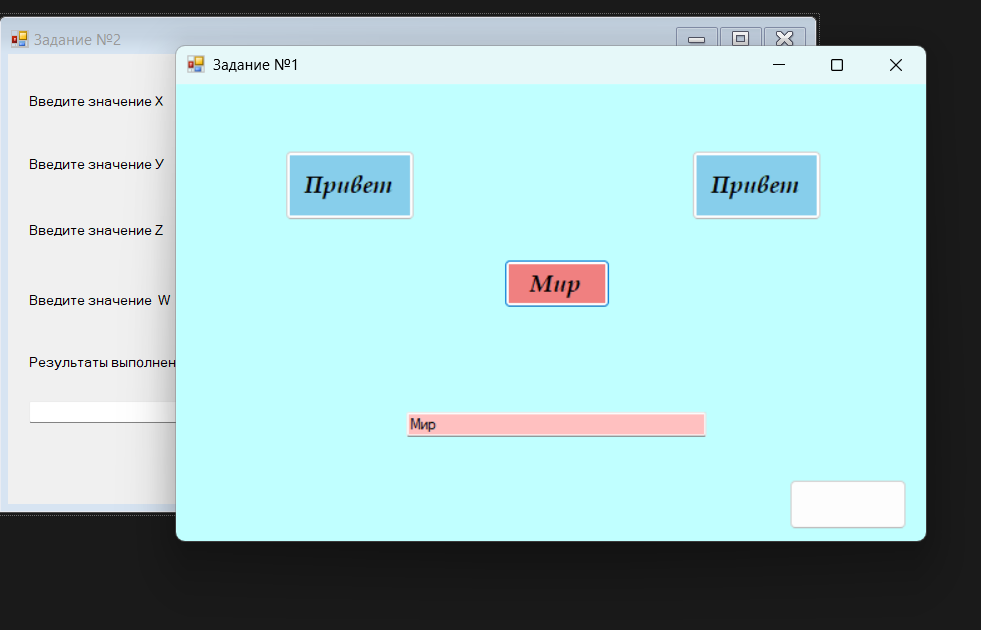 Задание №2
Введите значение X
Введите значение У
Введите значение Z
Введите значение W
Результаты выполнен
Задание №1
Привет
Привет
Мир
Мир